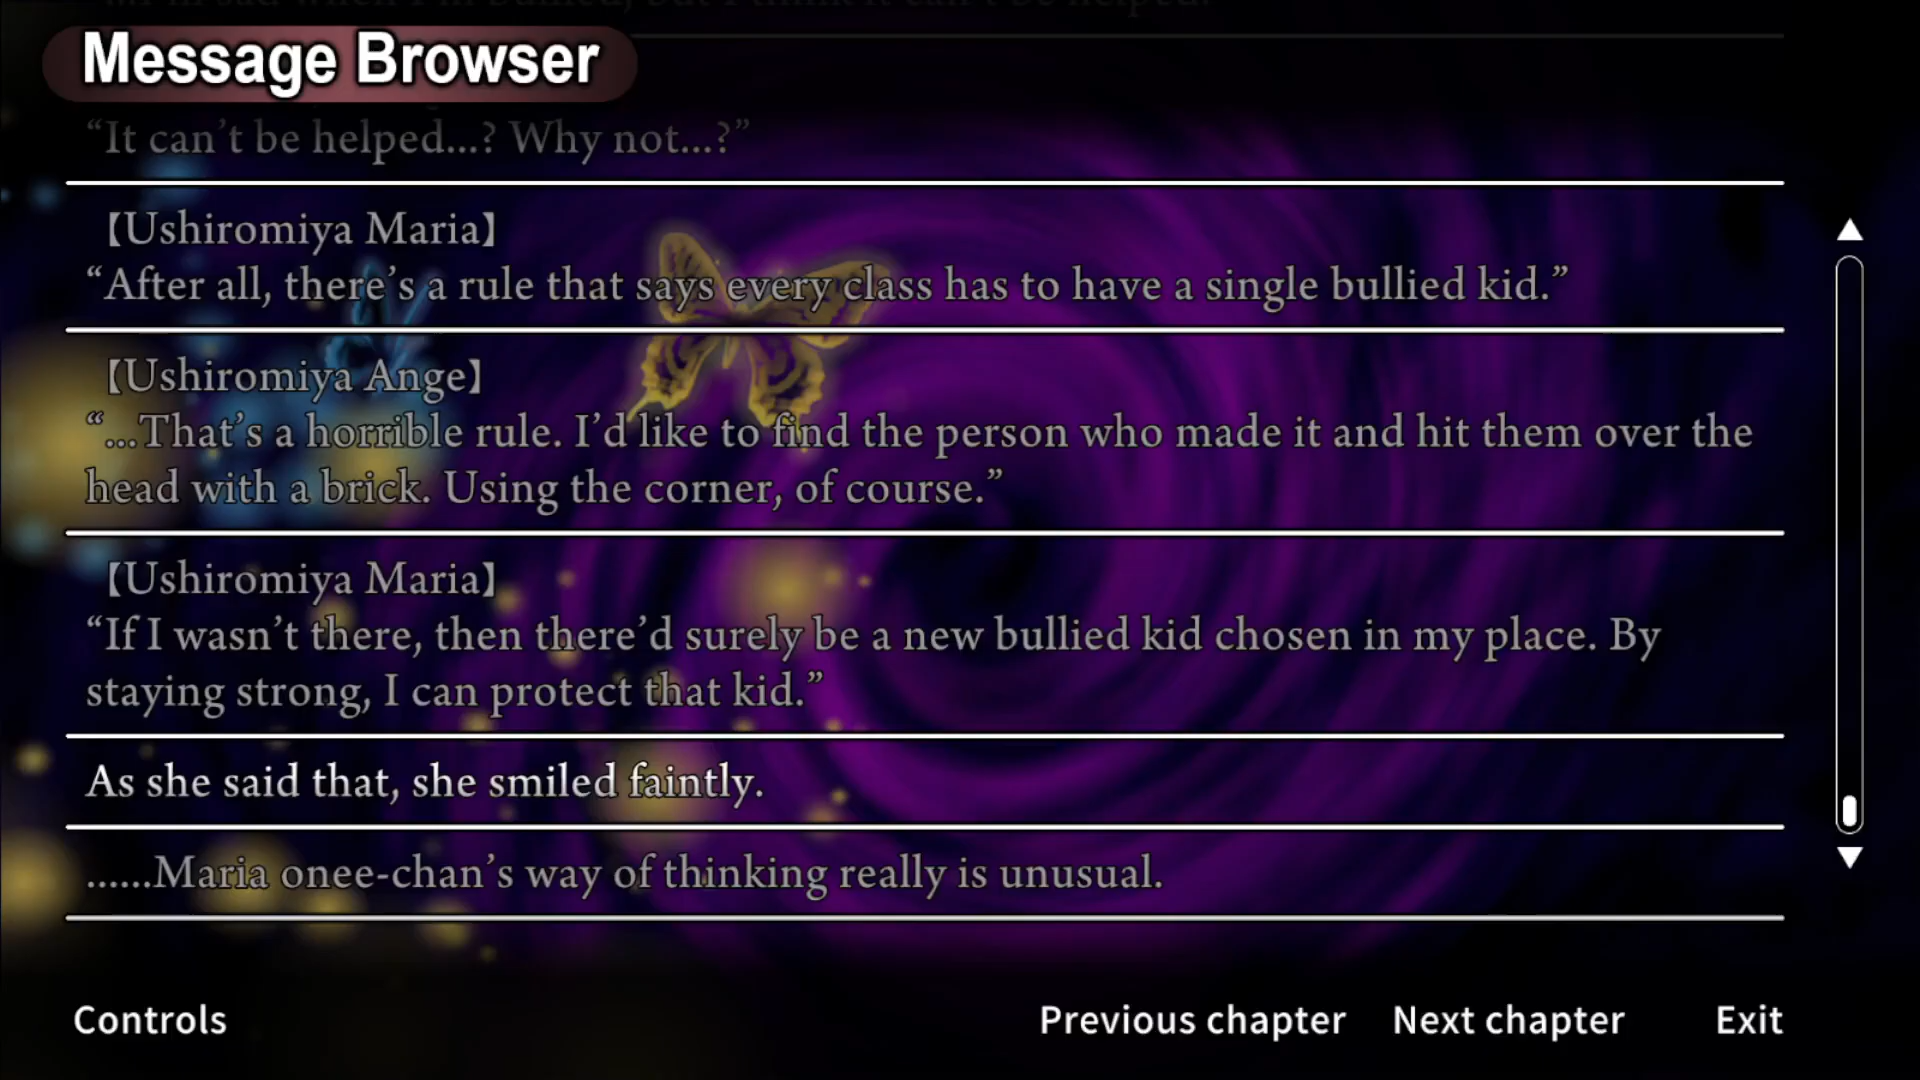 Message Browser
“It can’t be helped...? Why not...?”
【Ushiromiya Maria】
“After all, there’s a rule that says every class has to have a single bullied kid.”
【Ushiromiya Ange】
“...That’s a horrible rule. I’d like to find the person who made it and hit them over the
head with a brick. Using the corner, of course.”
【Ushiromiya Maria】
“If I wasn’t there, then there’d surely be a new bullied kid chosen in my place. By
staying strong, I can protect that kid.”
As she said that, she smiled faintly.
......Maria onee-chan’s way of thinking really is unusual.
Controls
Previous chapter
Next chapter
Exit